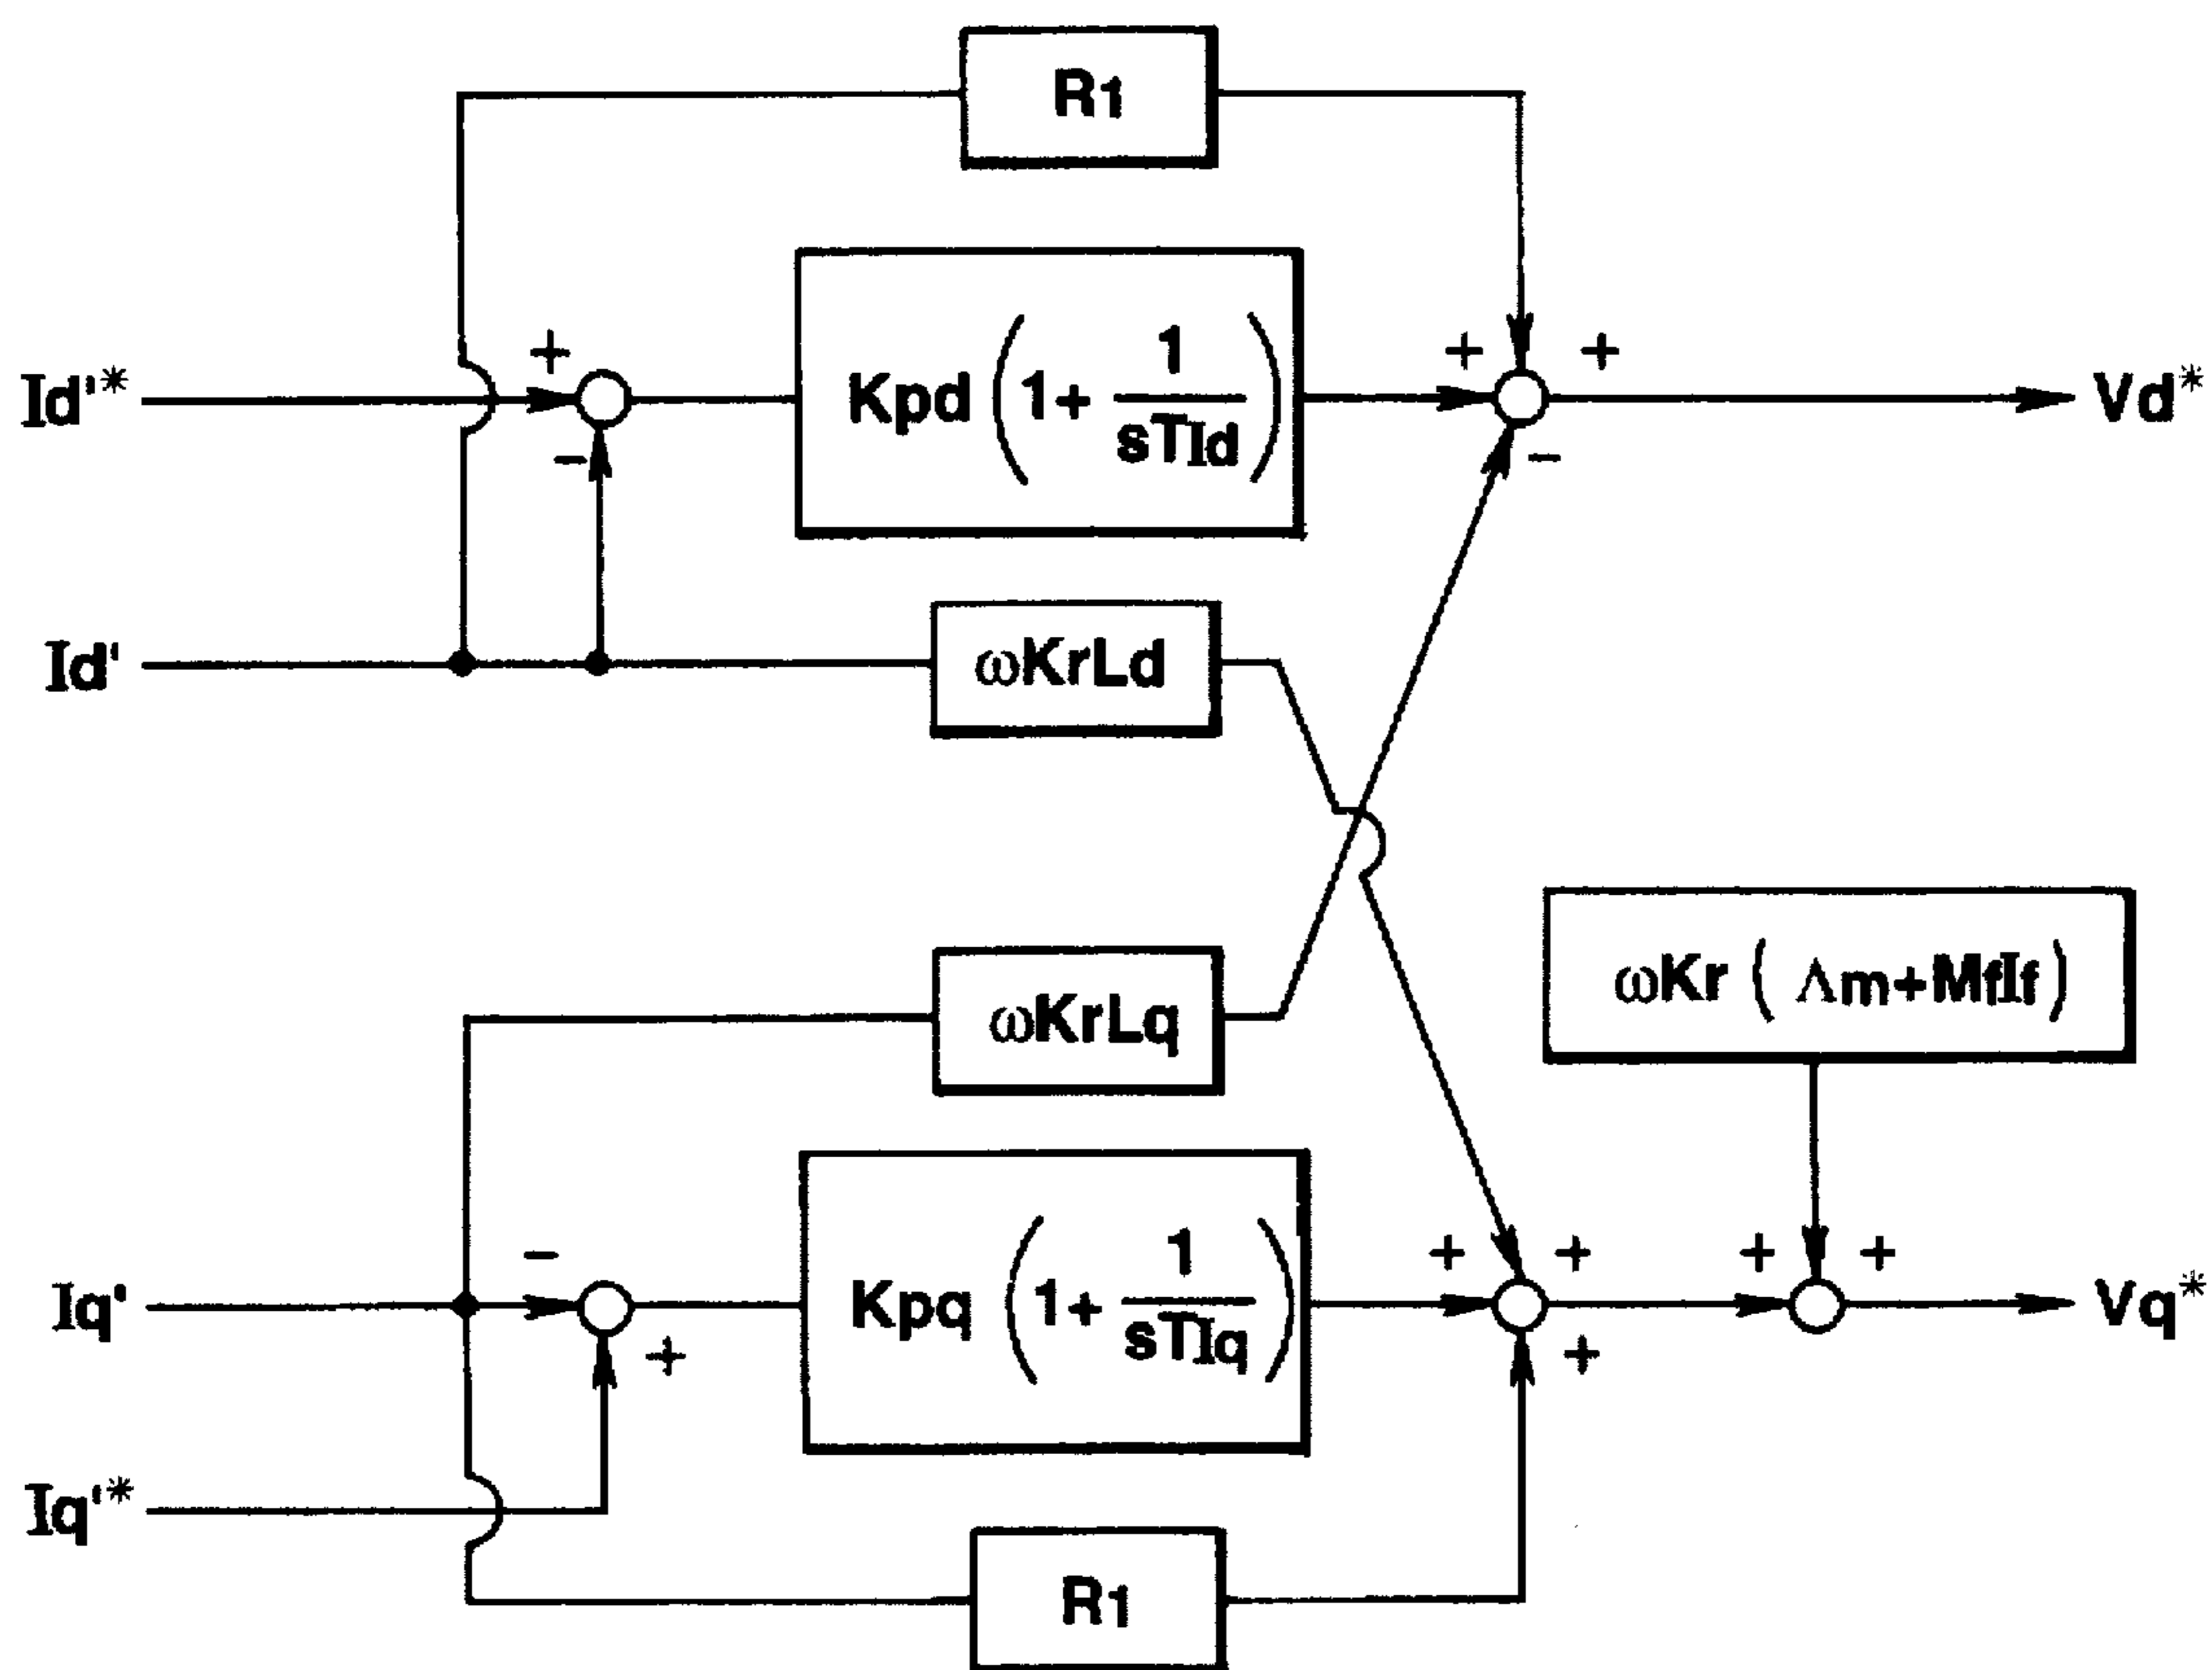 R1
+ + +
Id'* Kpd (1+ 1/sTId) Vd*
- -
Id' ωKrLd
ωKr ( Λm+MfIf )
ωKrLq
- + + + +
Iq' Kpq (1+ 1/sTIq) Vq*
+ +
Iq'*
R1